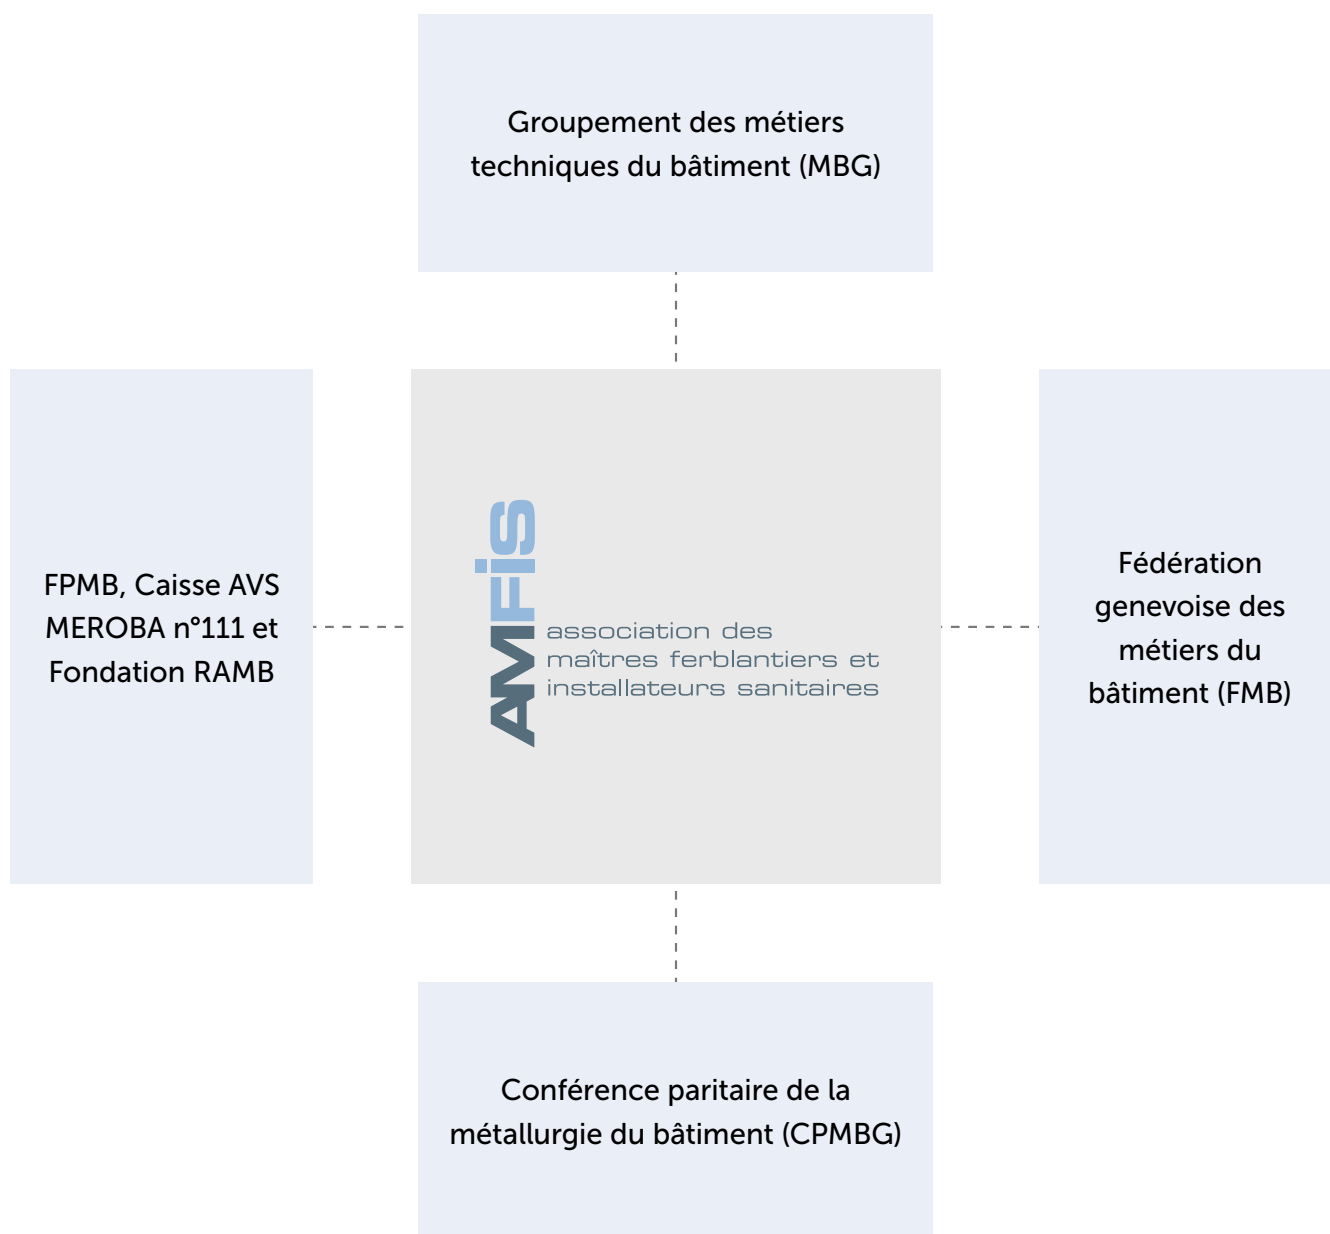 Groupement des métiers
techniques du bâtiment (MBG)
FPMB, Caisse AVS
MEROBA n°111 et
Fondation RAMB
AMFis
association des
maîtres ferblantiers et
installateurs sanitaires
Fédération
genevoise des
métiers du
bâtiment (FMB)
Conférence paritaire de la
métallurgie du bâtiment (CPMBG)